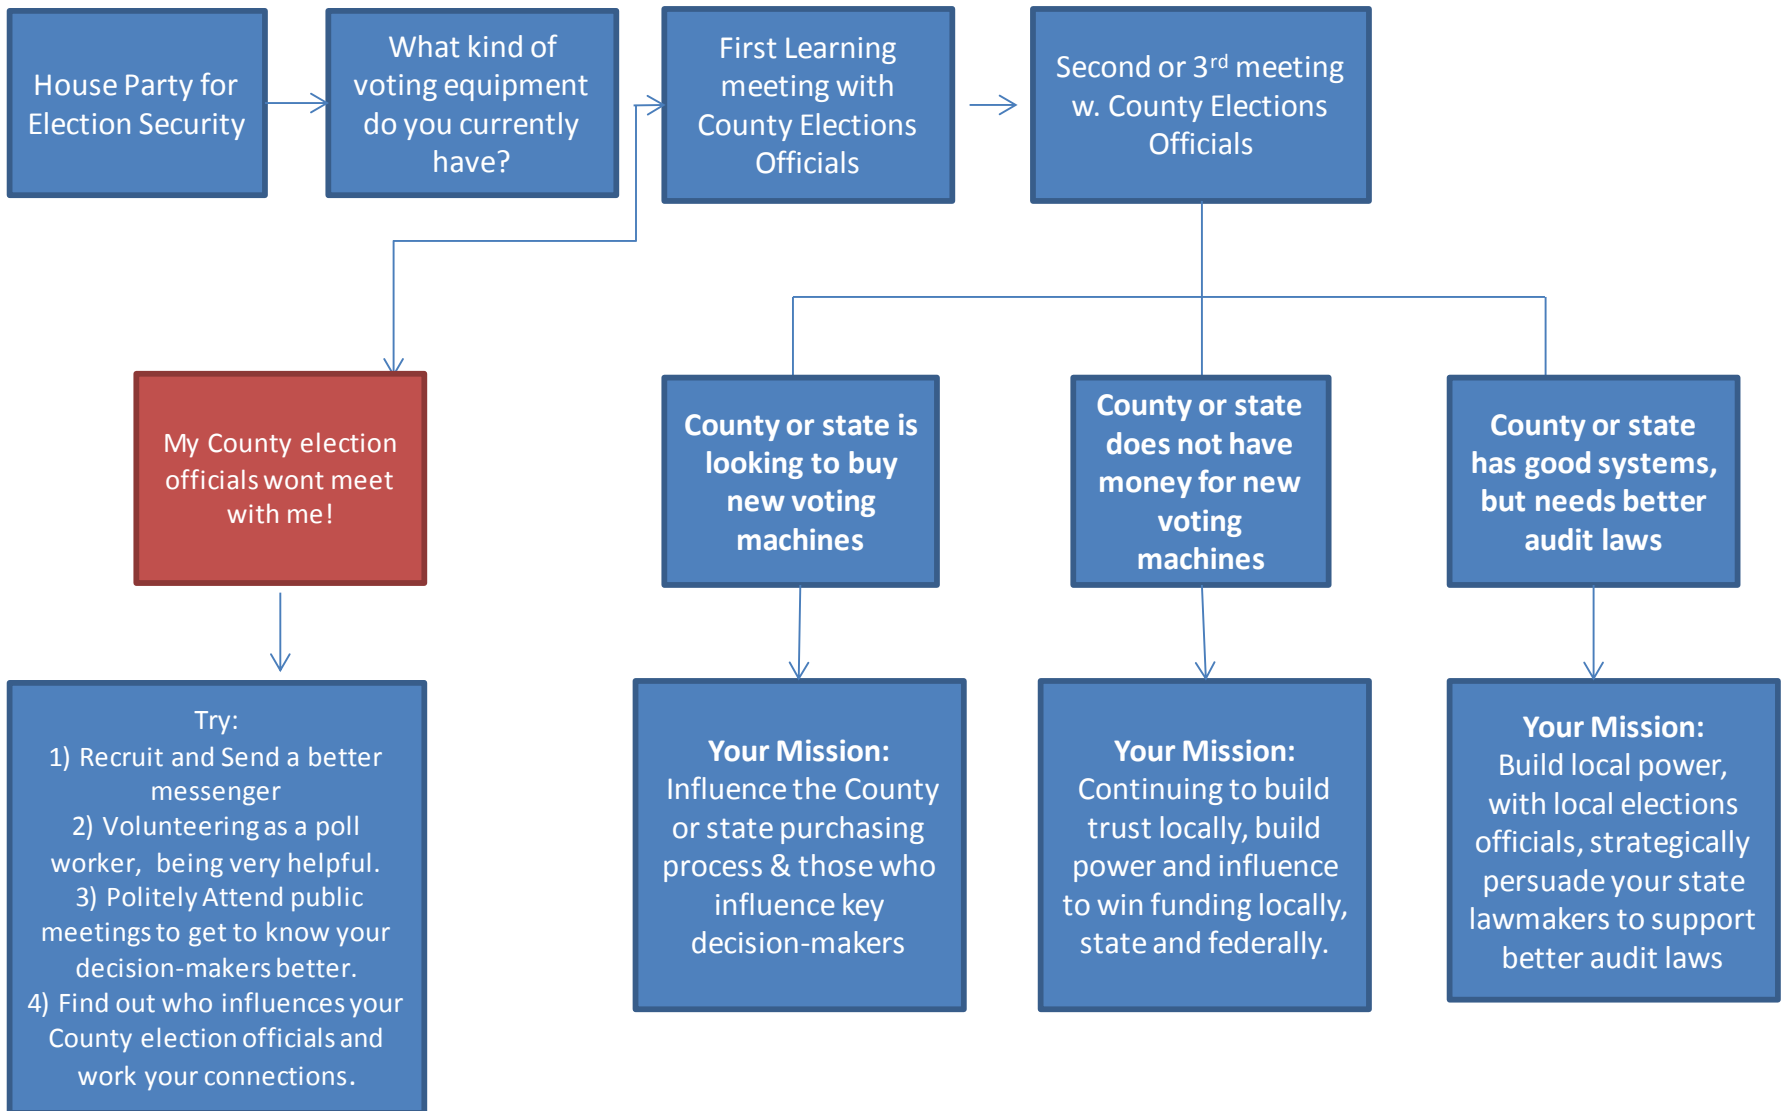 House Party for
Election Security
What kind of
voting equipment
do you currently
have?
First Learning
meeting with
County Elections
Officials
Second or 3rd meeting
w. County Elections
Officials
My County election
officials wont meet
with me!
County or state is
looking to buy
new voting
machines
County or state
does not have
money for new
voting
machines
County or state
has good systems,
but needs better
audit laws
Try:
1) Recruit and Send a better
messenger
2) Volunteering as a poll
worker, being very helpful.
3) Politely Attend public
meetings to get to know your
decision-makers better.
4) Find out who influences your
County election officials and
work your connections.
Your Mission:
Influence the County
or state purchasing
process & those who
influence key
decision-makers
Your Mission:
Continuing to build
trust locally, build
power and influence
to win funding locally,
state and federally.
Your Mission:
Build local power,
with local elections
officials, strategically
persuade your state
lawmakers to support
better audit laws